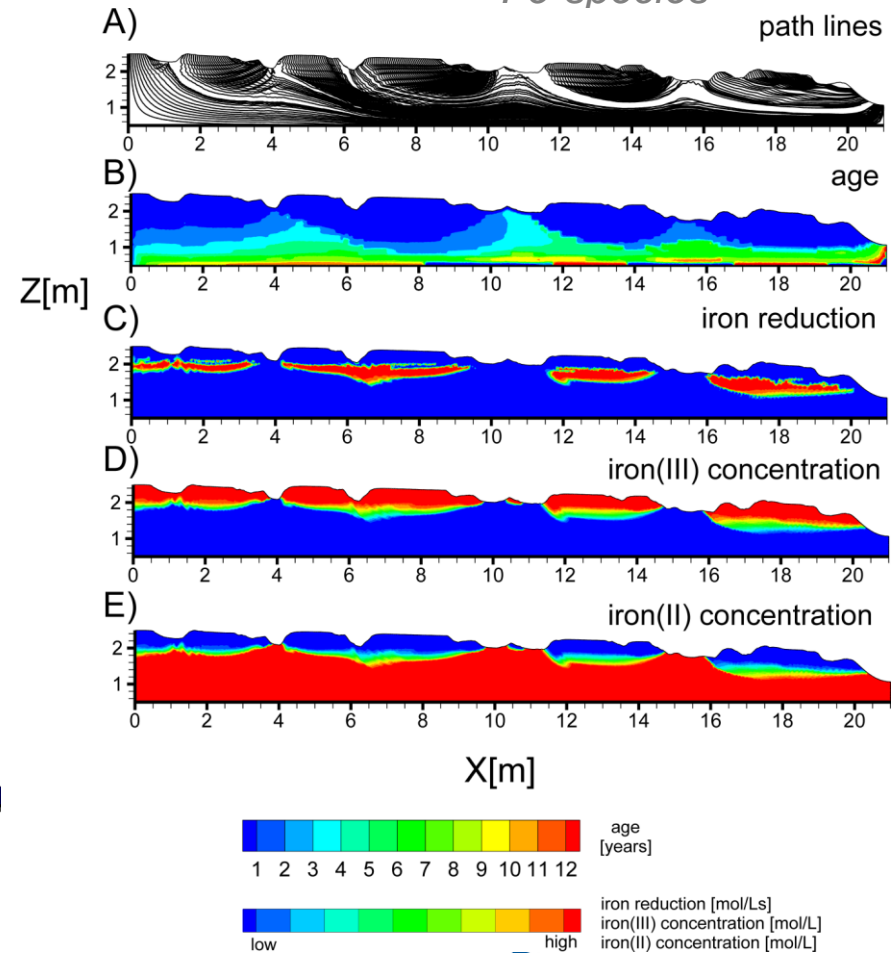 Fe species
A)
path lines
2
1
0 2 4 6 8 10 12 14 16 18 20
B)
age
2
1
0 2 4 6 8 10 12 14 16 18 20
Z[m]
C)
iron reduction
2
1
0 2 4 6 8 10 12 14 16 18 20
D)
iron(III) concentration
2
1
0 2 4 6 8 10 12 14 16 18 20
E)
iron(II) concentration
2
1
0 2 4 6 8 10 12 14 16 18 20
X[m]
age
[years]
1 2 3 4 5 6 7 8 9 10 11 12
iron reduction [mol/Ls]
iron(III) concentration [mol/L]
low high iron(II) concentration [mol/L]